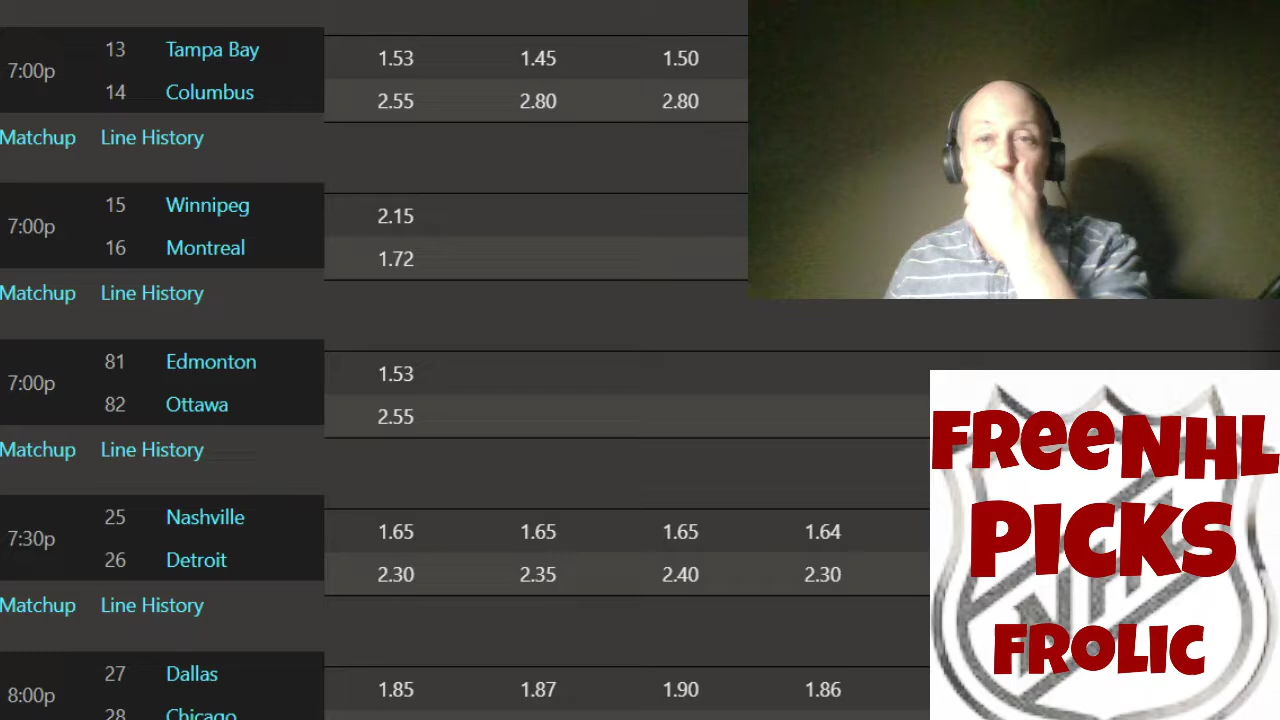 13 Tampa Bay 1.53 1.45 1.50
7:00p
14 Columbus 2.55 2.80 2.80
Matchup Line History
15 Winnipeg 2.15
7:00p
16 Montreal 1.72
Matchup Line History
81 Edmonton 1.53
7:00p
82 Ottawa 2.55
Matchup Line History
25 Nashville 1.65 1.65 1.65 1.64
7:30p
26 Detroit 2.30 2.35 2.40 2.30
Matchup Line History
27 Dallas 1.85 1.87 1.90 1.86
8:00p
28 Chicago
FReeNHL
PICKS
FROLIC
NHL